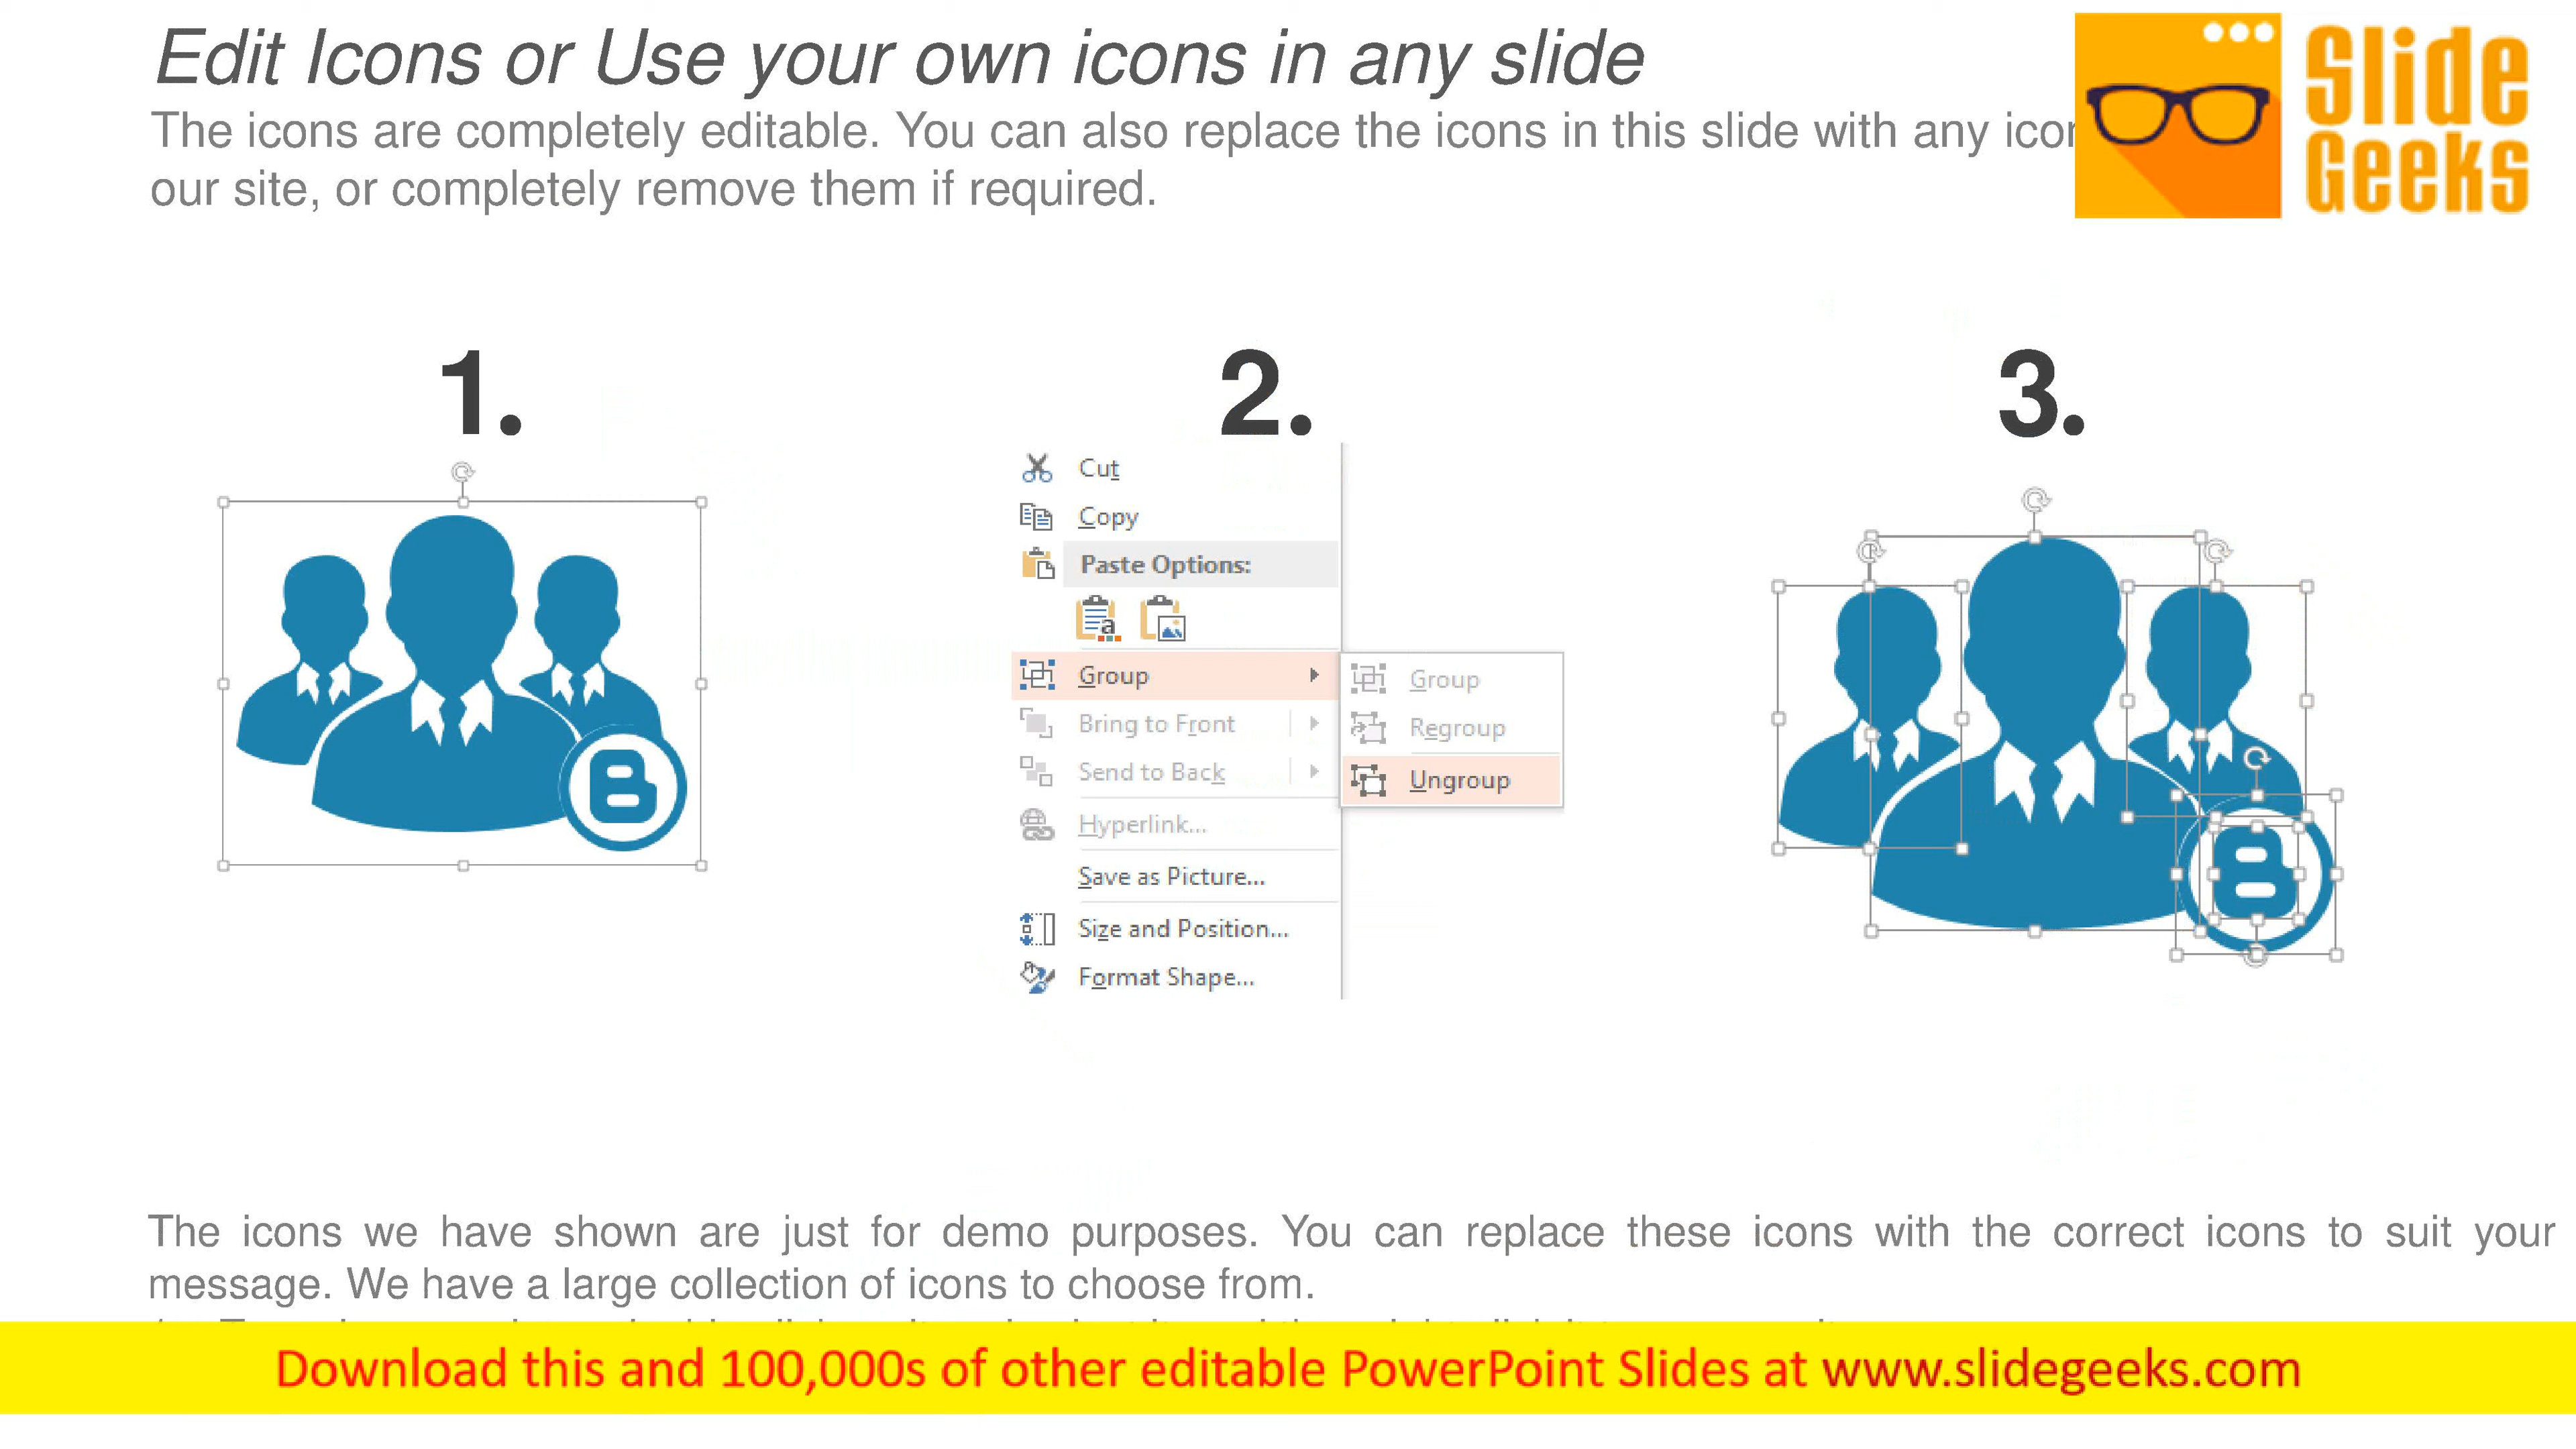 Edit Icons or Use your own icons in any slide
The icons are completely editable. You can also replace the icons in this slide with any
our site, or completely remove them if required.
Slide
Geeks
1.
2.
3.
Cut
Copy
Paste Options:
Group
Bring to Front
Send to Back
Hyperlink...
Save as Picture...
Size and Position...
Format Shape...
Group
Regroup
Ungroup
B
B
The icons we have shown are just for demo purposes. You can replace these icons with the correct icons to suit your
message. We have a large collection of icons to choose from.
Download this and 100,000s of other editable PowerPoint Slides at www.slidegeeks.com